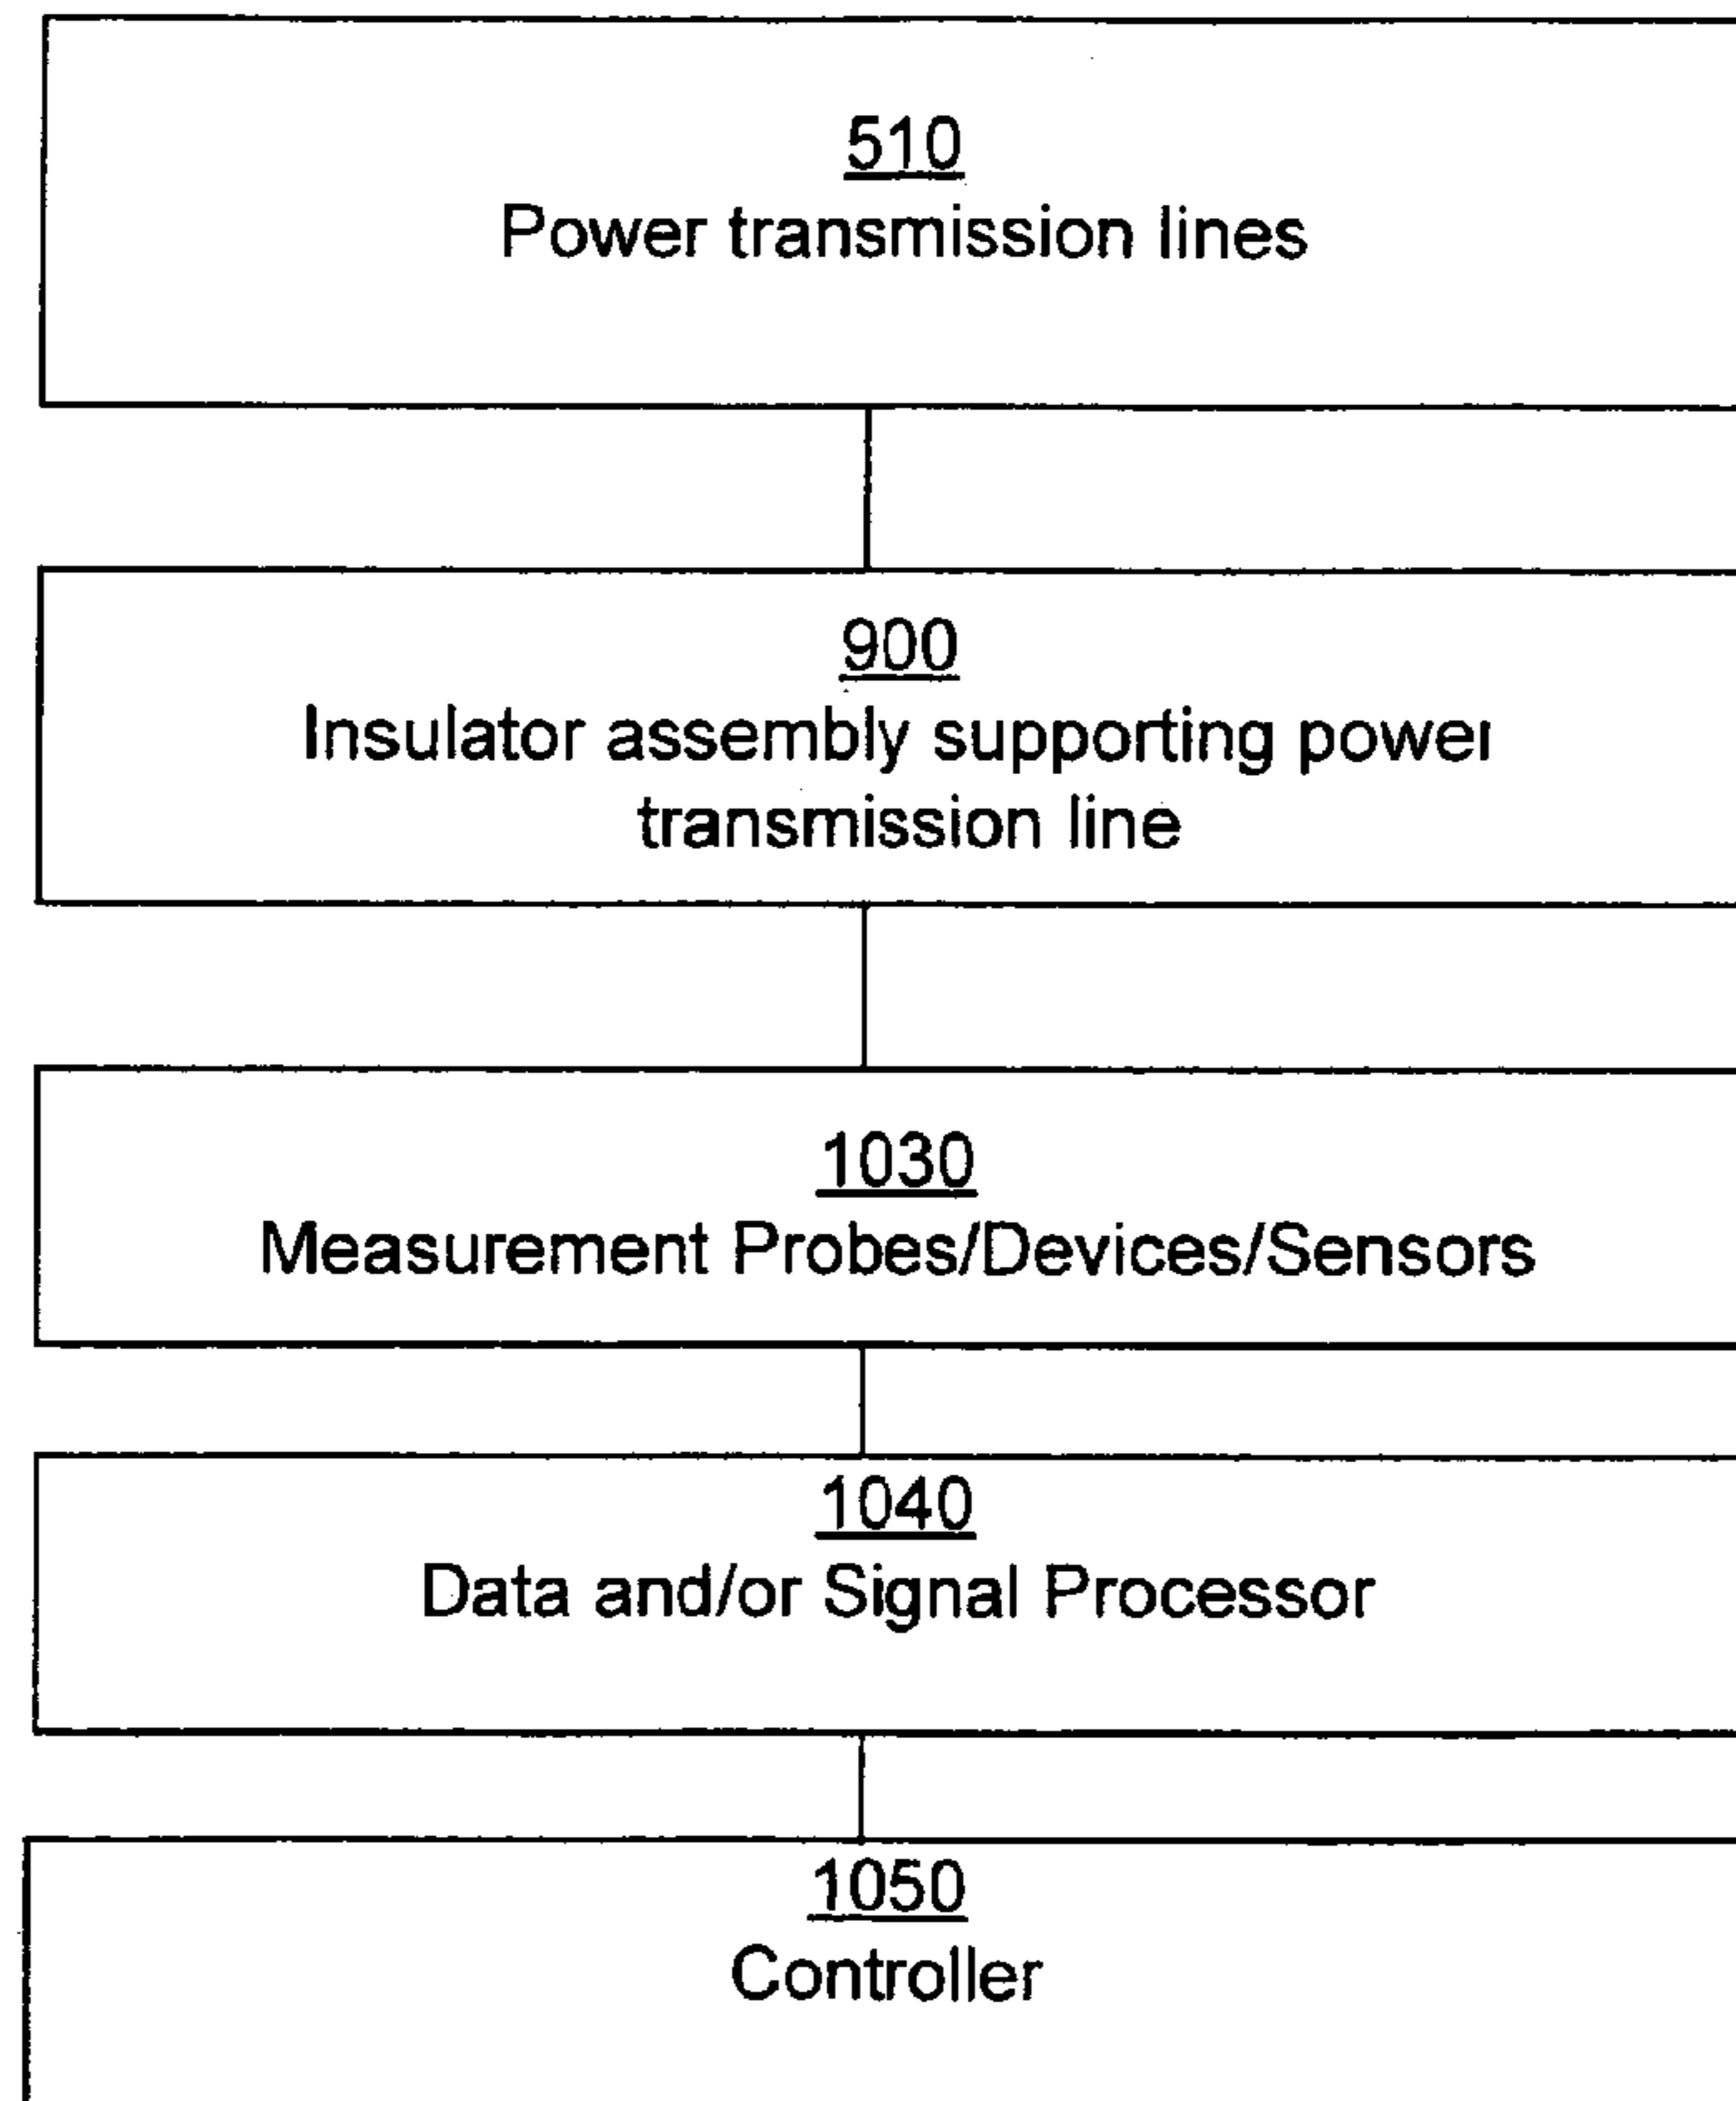 510
Power transmission lines
900
Insulator assembly supporting power
transmission line
1030
Measurement Probes/Devices/Sensors
1040
Data and/or Signal Processor
1050
Controller